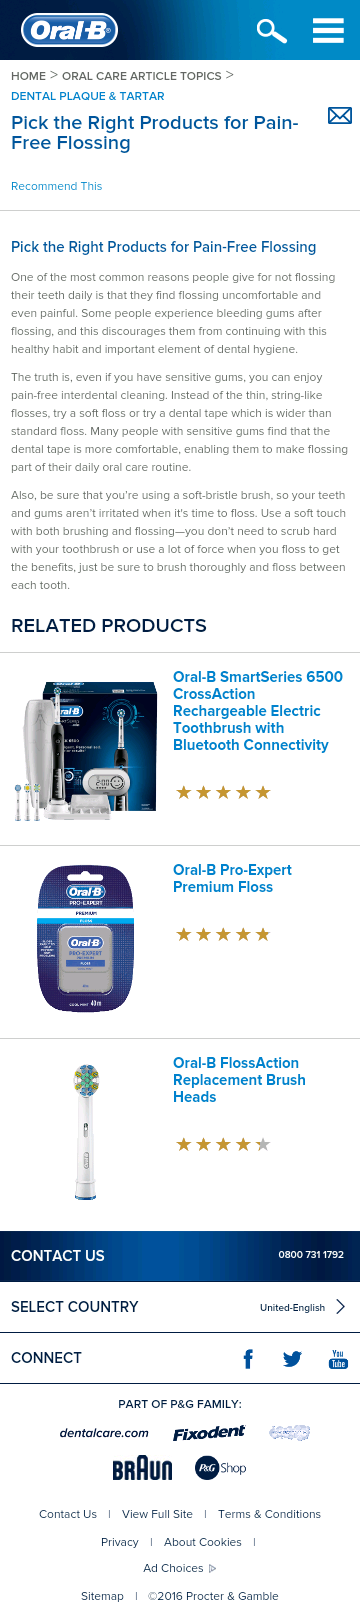 Oral-B
HOME > ORAL CARE ARTICLE TOPICS >
DENTAL PLAQUE & TARTAR
Pick the Right Products for Pain-
Free Flossing
Recommend This
Pick the Right Products for Pain-Free Flossing
One of the most common reasons people give for not flossing
their teeth daily is that they find flossing uncomfortable and
even painful. Some people experience bleeding gums after
flossing, and this discourages them from continuing with this
healthy habit and important element of dental hygiene.
The truth is, even if you have sensitive gums, you can enjoy
pain-free interdental cleaning. Instead of the thin, string-like
flosses, try a soft floss or try a dental tape which is wider than
standard floss. Many people with sensitive gums find that the
dental tape is more comfortable, enabling them to make flossing
part of their daily oral care routine.
Also, be sure that you’re using a soft-bristle brush, so your teeth
and gums aren’t irritated when it's time to floss. Use a soft touch
with both brushing and flossing—you don’t need to scrub hard
with your toothbrush or use a lot of force when you floss to get
the benefits, just be sure to brush thoroughly and floss between
each tooth.
RELATED PRODUCTS
Oral-B
Oral-B SmartSeries 6500
CrossAction
Rechargeable Electric
Toothbrush with
Bluetooth Connectivity
Oral-B
PRO-EXPERT
PREMIUM
FLOSS
Oral-B
PRO-EXPERT
FLOSS
COOL MINT 40m
Oral-B Pro-Expert
Premium Floss
Oral-B FlossAction
Replacement Brush
Heads
CONTACT US 0800 731 1792
SELECT COUNTRY United-English
CONNECT You Tube
PART OF P&G FAMILY:
dentalcare.com Fixodent
BRAUN P&G Shop
Contact Us | View Full Site | Terms & Conditions
Privacy | About Cookies |
Ad Choices
Sitemap | ©2016 Procter & Gamble